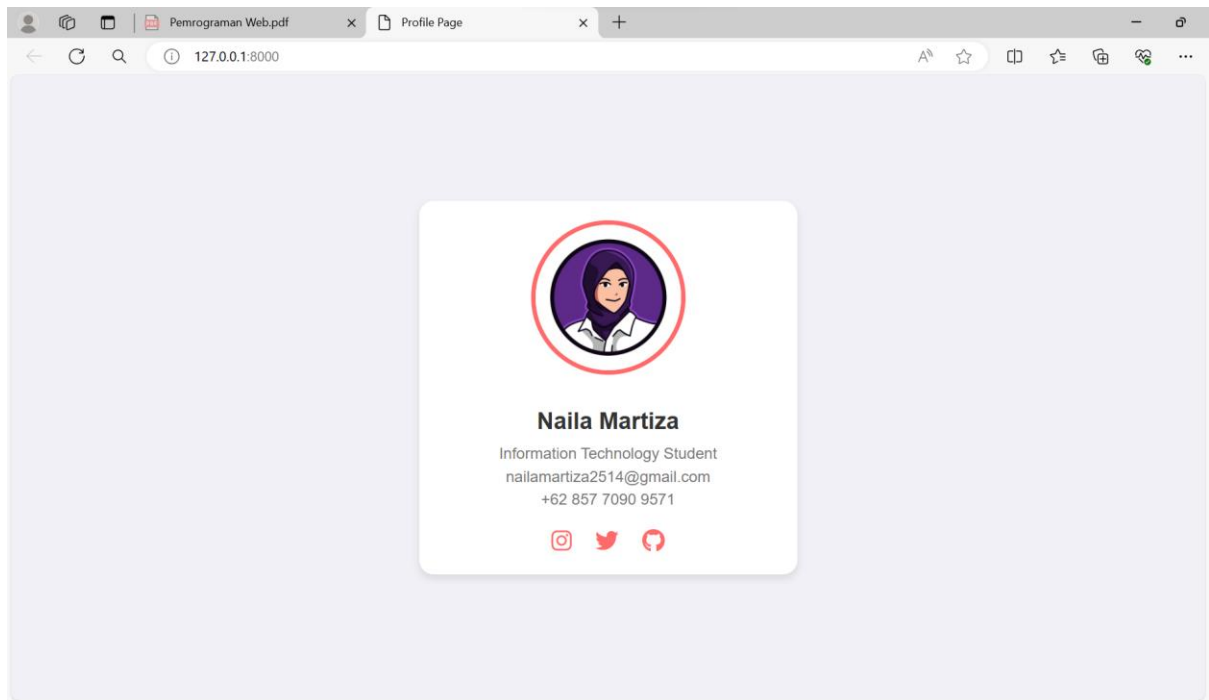 Pemrograman Web.pdf
Profile Page
127.0.0.1:8000
Naila Martiza
Information Technology Student
nailamartiza2514@gmail.com
+62 857 7090 9571